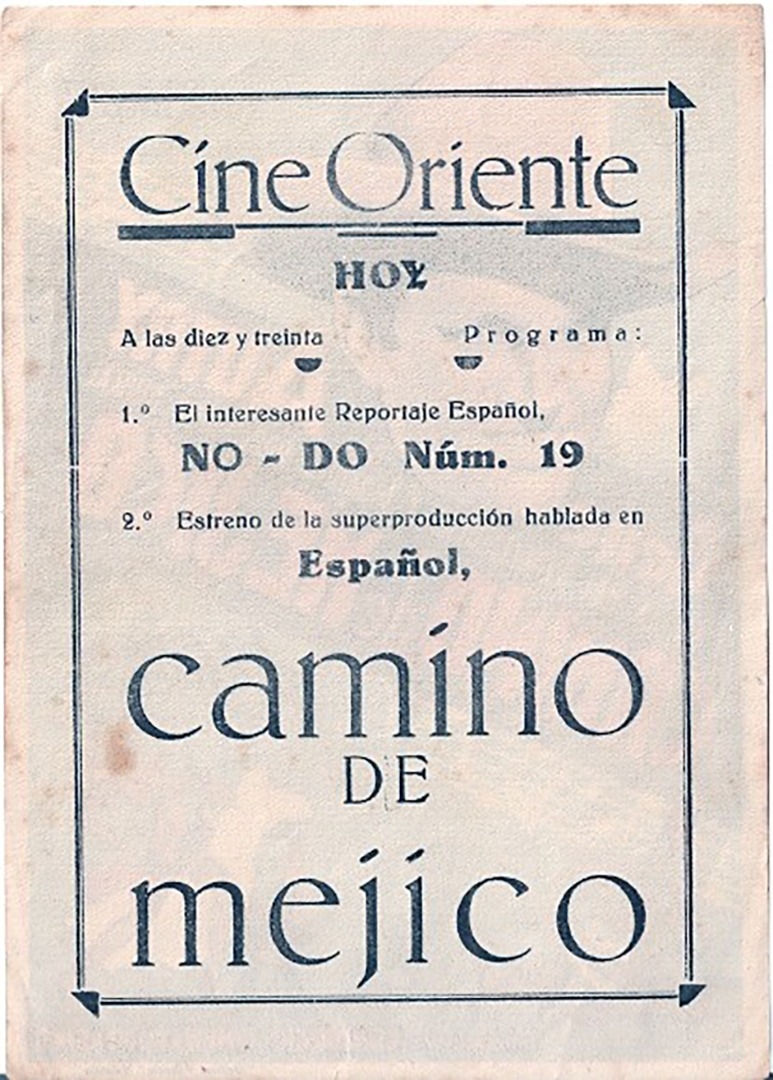 Cine Oriente
HOY
A las diez y treinta Programa:
1.º El interesante Reportaje Español,
NO - DO Núm. 19
2.º Estreno de la superproducción hablada en
Español,
camino
DE
mejico